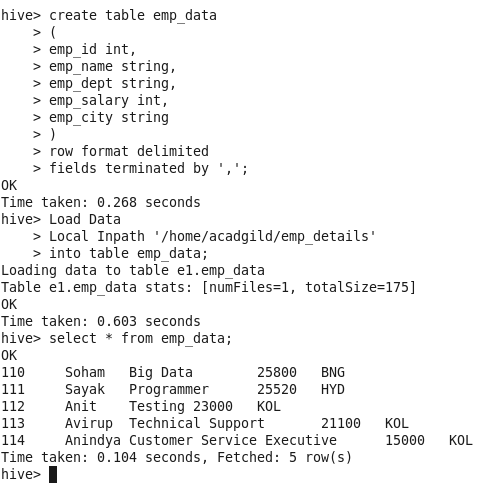 hive> create table emp_data
    > (
    > emp_id int,
    > emp_name string,
    > emp_dept string,
    > emp_salary int,
    > emp_city string
    > )
    > row format delimited
    > fields terminated by ',';
OK
Time taken: 0.268 seconds
hive> Load Data
    > Local Inpath '/home/acadgild/emp_details'
    > into table emp_data;
Loading data to table e1.emp_data
Table e1.emp_data stats: [numFiles=1, totalSize=175]
OK
Time taken: 0.603 seconds
hive> select * from emp_data;
OK
110     Soham   Big Data        25800   BNG
111     Sayak   Programmer      25520   HYD
112     Anit    Testing 23000   KOL
113     Avirup  Technical Support       21100   KOL
114     Anindya Customer Service Executive      15000   KOL
Time taken: 0.104 seconds, Fetched: 5 row(s)
hive>